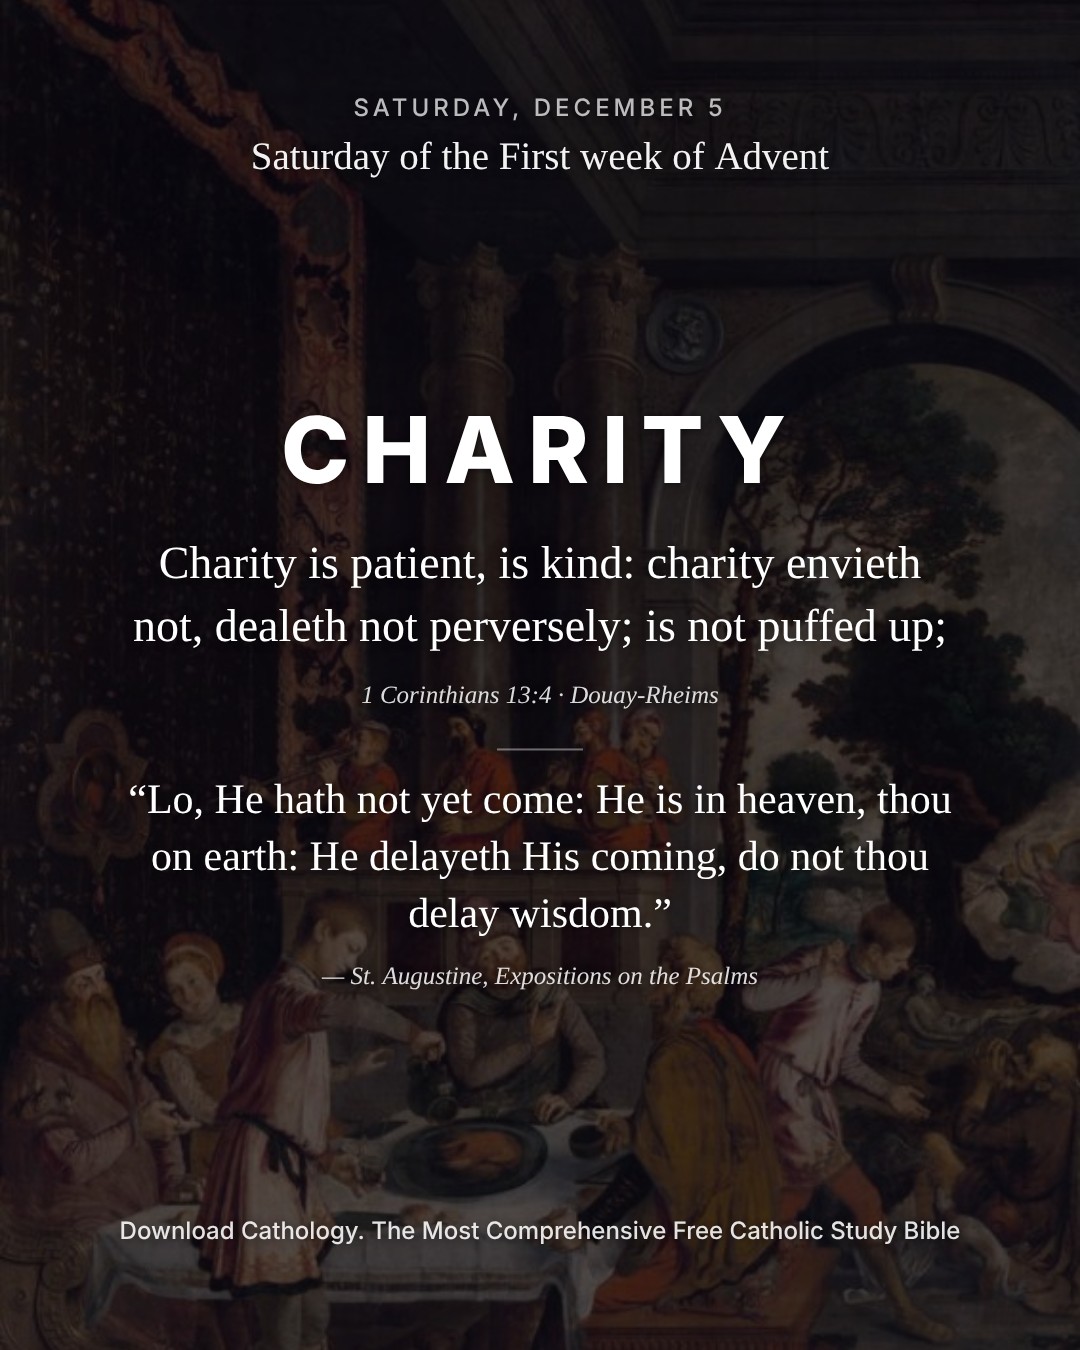 SATURDAY, DECEMBER 5
Saturday of the First week of Advent
CHARITY
Charity is patient, is kind: charity envieth
not, dealeth not perversely; is not puffed up;
1 Corinthians 13:4 · Douay-Rheims
“Lo, He hath not yet come: He is in heaven, thou
on earth: He delayeth His coming, do not thou
delay wisdom.”
— St. Augustine, Expositions on the Psalms
Download Cathology. The Most Comprehensive Free Catholic Study Bible